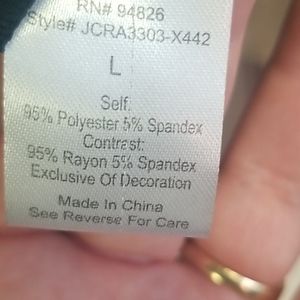 RN# 94826
Style# JCRA3303-X442
L
Self:
95% Polyester 5% Spandex
Contrast:
95% Rayon 5% Spandex
Exclusive Of Decoration
Made In China
See Reverse For Care